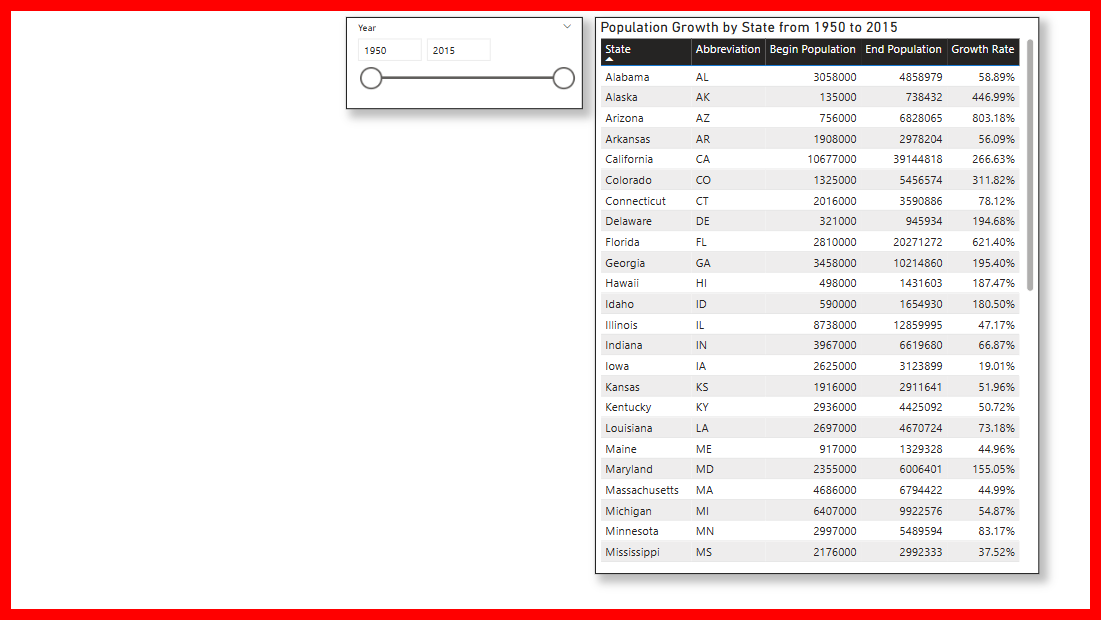 Year
1950 2015
Population Growth by State from 1950 to 2015
State Abbreviation Begin Population End Population Growth Rate
Alabama AL 3058000 4858979 58.89%
Alaska AK 135000 738432 446.99%
Arizona AZ 756000 6828065 803.18%
Arkansas AR 1908000 2978204 56.09%
California CA 10677000 39144818 266.63%
Colorado CO 1325000 5456574 311.82%
Connecticut CT 2016000 3590886 78.12%
Delaware DE 321000 945934 194.68%
Florida FL 2810000 20271272 621.40%
Georgia GA 3458000 10214860 195.40%
Hawaii HI 498000 1431603 187.47%
Idaho ID 590000 1654930 180.50%
Illinois IL 8738000 12859995 47.17%
Indiana IN 3967000 6619680 66.87%
Iowa IA 2625000 3123899 19.01%
Kansas KS 1916000 2911641 51.96%
Kentucky KY 2936000 4425092 50.72%
Louisiana LA 2697000 4670724 73.18%
Maine ME 917000 1329328 44.96%
Maryland MD 2355000 6006401 155.05%
Massachusetts MA 4686000 6794422 44.99%
Michigan MI 6407000 9922576 54.87%
Minnesota MN 2997000 5489594 83.17%
Mississippi MS 2176000 2992333 37.52%